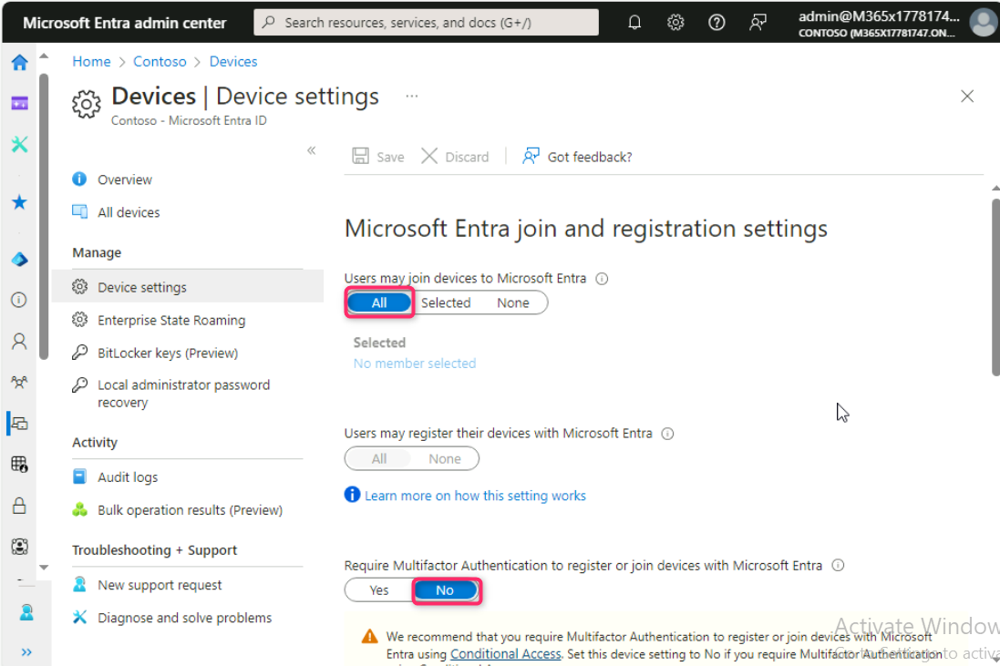 Microsoft Entra admin center
Search resources, services, and docs (G+/)
admin@M365x1778174...
CONTOSO (M365X17781747.ON...
Home > Contoso > Devices
Devices | Device settings ...
Contoso - Microsoft Entra ID
Save
Discard
Got feedback?
Overview
All devices
Manage
Device settings
Enterprise State Roaming
BitLocker keys (Preview)
Local administrator password
recovery
Activity
Audit logs
Bulk operation results (Preview)
Troubleshooting + Support
New support request
Diagnose and solve problems
Microsoft Entra join and registration settings
Users may join devices to Microsoft Entra
All Selected None
Selected
No member selected
Users may register their devices with Microsoft Entra
All None
Learn more on how this setting works
Require Multifactor Authentication to register or join devices with Microsoft Entra
Yes No
We recommend that you require Multifactor Authentication to register or join devices with Microsoft
Entra using Conditional Access. Set this device setting to No if you require Multifactor Authentication
Activate Window
Go to Settings to activa